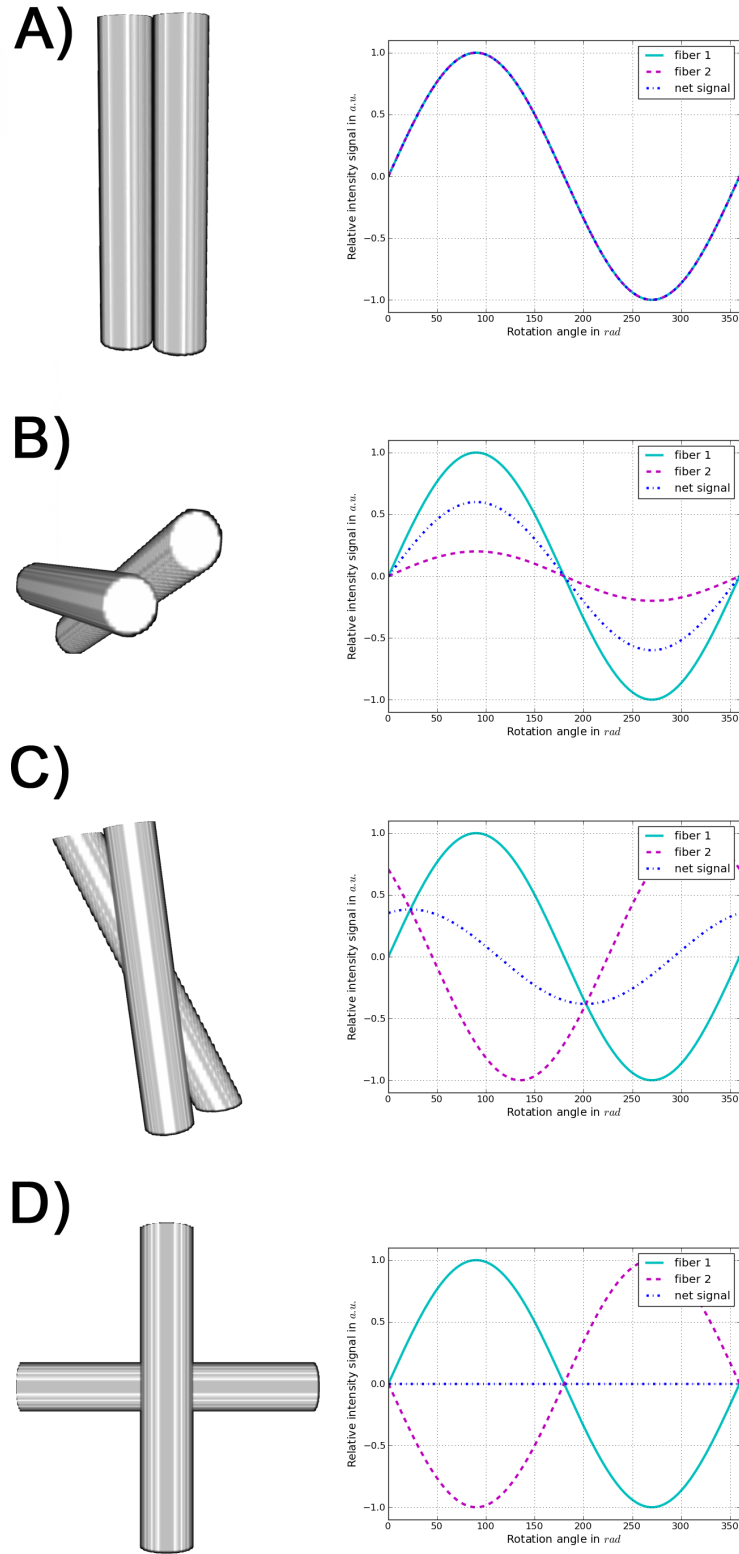 A)
Relative intensity signal in a.u.
1.0
0.5
0.0
−0.5
−1.0
fiber 1
fiber 2
net signal
0 50 100 150 200 250 300 350
Rotation angle in rad
B)
Relative intensity signal in a.u.
1.0
0.5
0.0
−0.5
−1.0
fiber 1
fiber 2
net signal
0 50 100 150 200 250 300 350
Rotation angle in rad
C)
Relative intensity signal in a.u.
1.0
0.5
0.0
−0.5
−1.0
fiber 1
fiber 2
net signal
0 50 100 150 200 250 300 350
Rotation angle in rad
D)
Relative intensity signal in a.u.
1.0
0.5
0.0
−0.5
−1.0
fiber 1
fiber 2
net signal
0 50 100 150 200 250 300 350
Rotation angle in rad